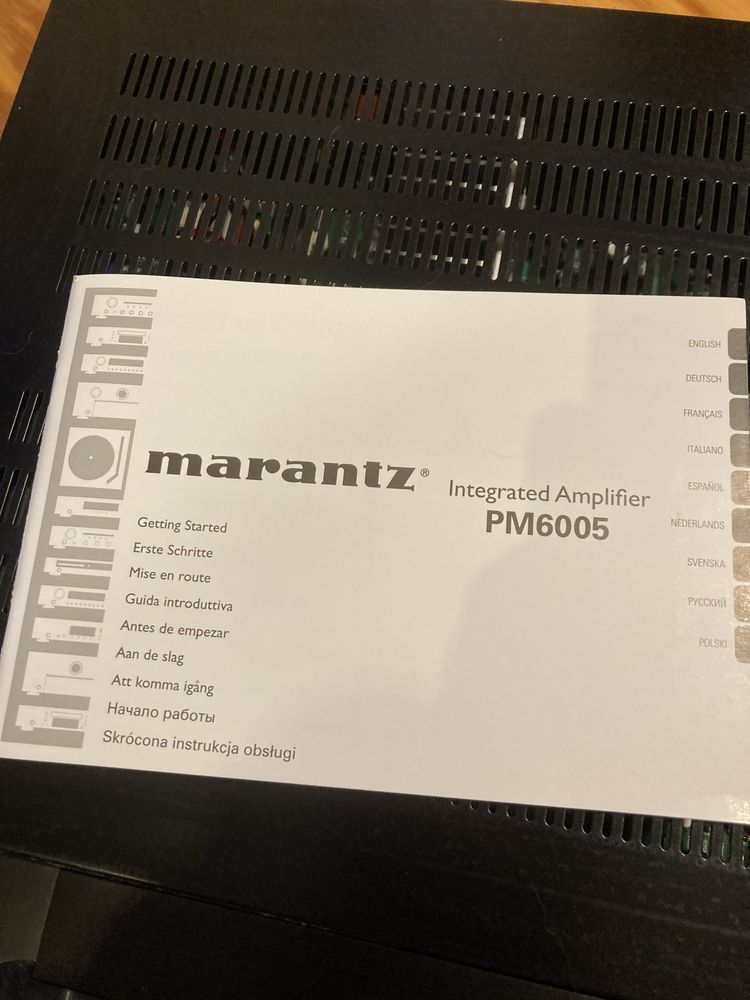 marantz®
Integrated Amplifier
PM6005
Getting Started
Erste Schritte
Mise en route
Guida introduttiva
Antes de empezar
Aan de slag
Att komma igång
Начало работы
Skrócona instrukcja obsługi
ENGLISH
DEUTSCH
FRANÇAIS
ITALIANO
ESPAÑOL
NEDERLANDS
SVENSKA
РУССКИЙ
POLSKI